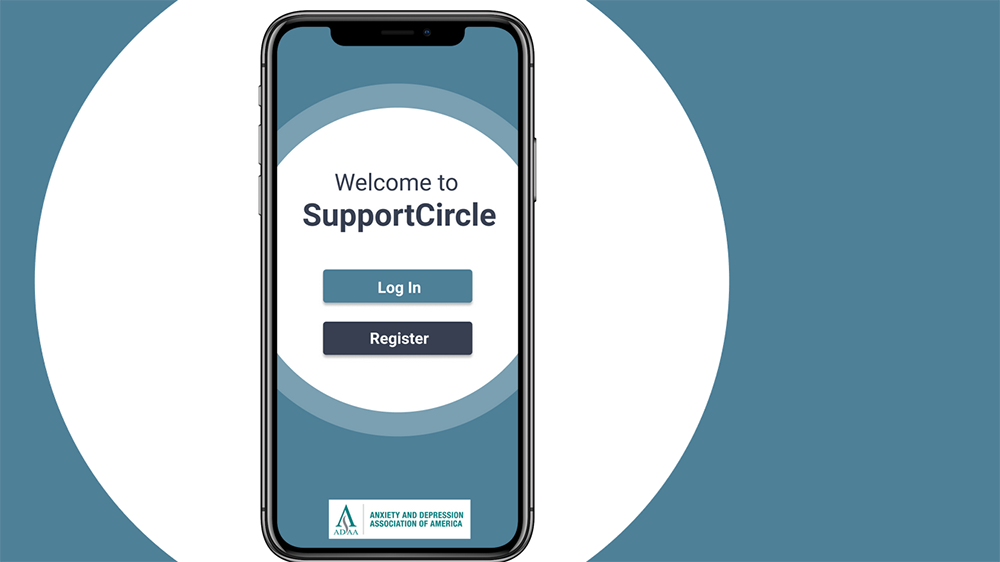 Welcome to
SupportCircle
Log In
Register
ADAA
ANXIETY AND DEPRESSION
ASSOCIATION OF AMERICA